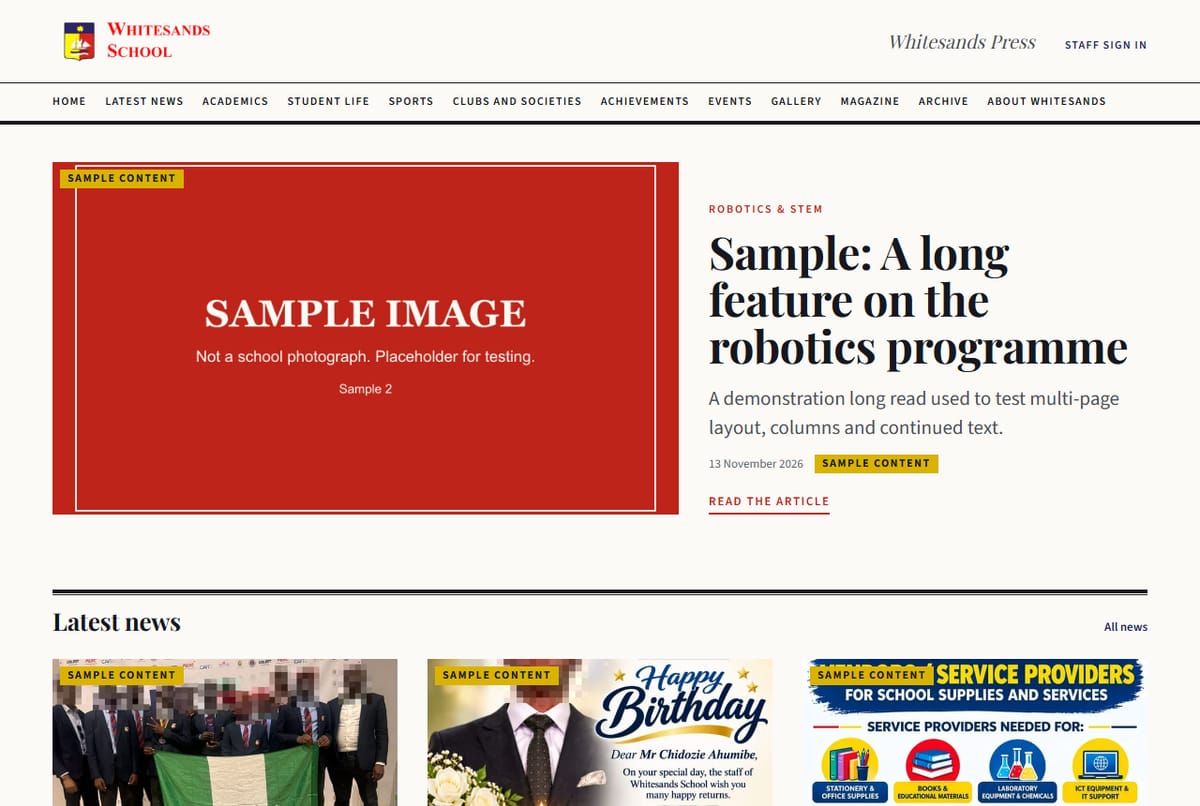 WHITESANDS
SCHOOL
Whitesands Press
STAFF SIGN IN
HOME
LATEST NEWS
ACADEMICS
STUDENT LIFE
SPORTS
CLUBS AND SOCIETIES
ACHIEVEMENTS
EVENTS
GALLERY
MAGAZINE
ARCHIVE
ABOUT WHITESANDS
SAMPLE CONTENT
SAMPLE IMAGE
Not a school photograph. Placeholder for testing.
Sample 2
ROBOTICS & STEM
Sample: A long
feature on the
robotics programme
A demonstration long read used to test multi-page
layout, columns and continued text.
13 November 2026
SAMPLE CONTENT
READ THE ARTICLE
Latest news
All news
SAMPLE CONTENT
SAMPLE CONTENT
Happy
Birthday
Dear Mr Chidozie Ahumibe,
On your special day, the staff of
Whitesands School wish you
many happy returns.
SAMPLE CONTENT
SERVICE PROVIDERS
FOR SCHOOL SUPPLIES AND SERVICES
SERVICE PROVIDERS NEEDED FOR:
STATIONERY &
OFFICE SUPPLIES
BOOKS &
EDUCATIONAL MATERIALS
LABORATORY
EQUIPMENT & CHEMICALS
ICT EQUIPMENT &
IT SUPPORT